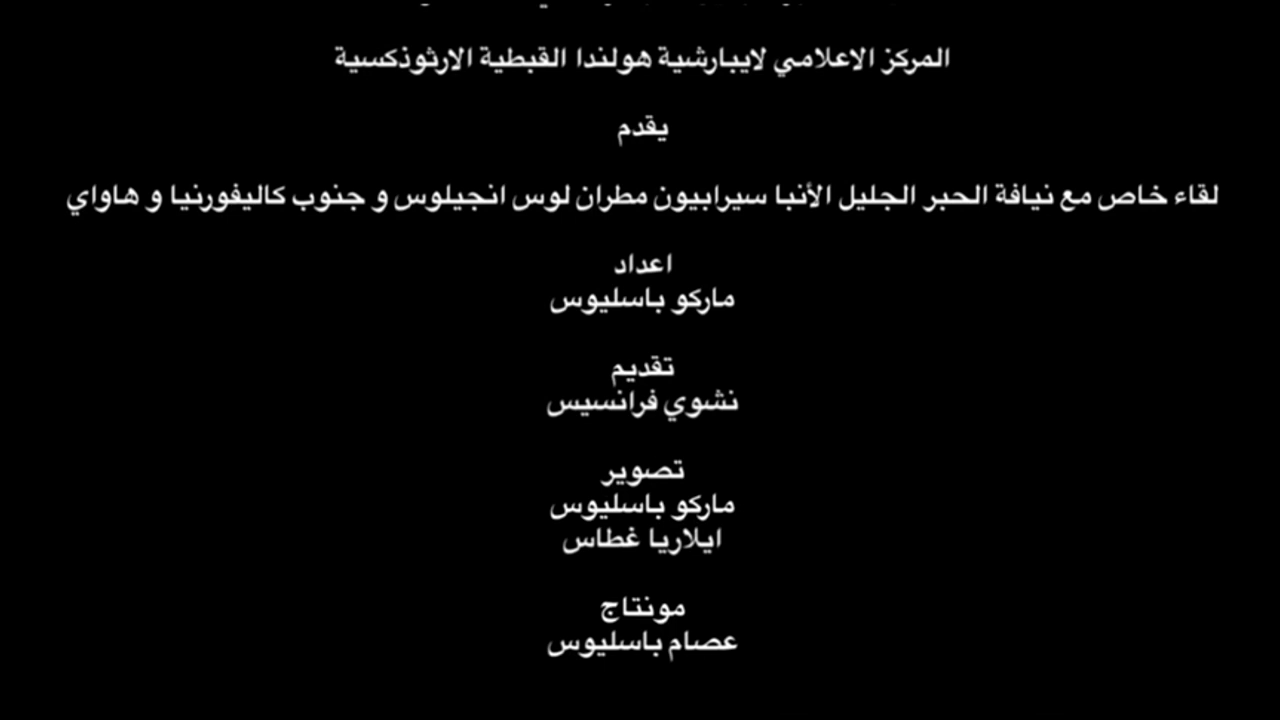 المركز الاعلامي لايبارشية هولندا القبطية الارثوذكسية
يقدم
لقاء خاص مع نيافة الحبر الجليل الأنبا سيرابيون مطران لوس انجيلوس و جنوب كاليفورنيا و هاواي
اعداد
ماركو باسليوس
تقديم
نشوي فرانسيس
تصوير
ماركو باسليوس
ايلاريا غطاس
مونتاج
عصام باسليوس